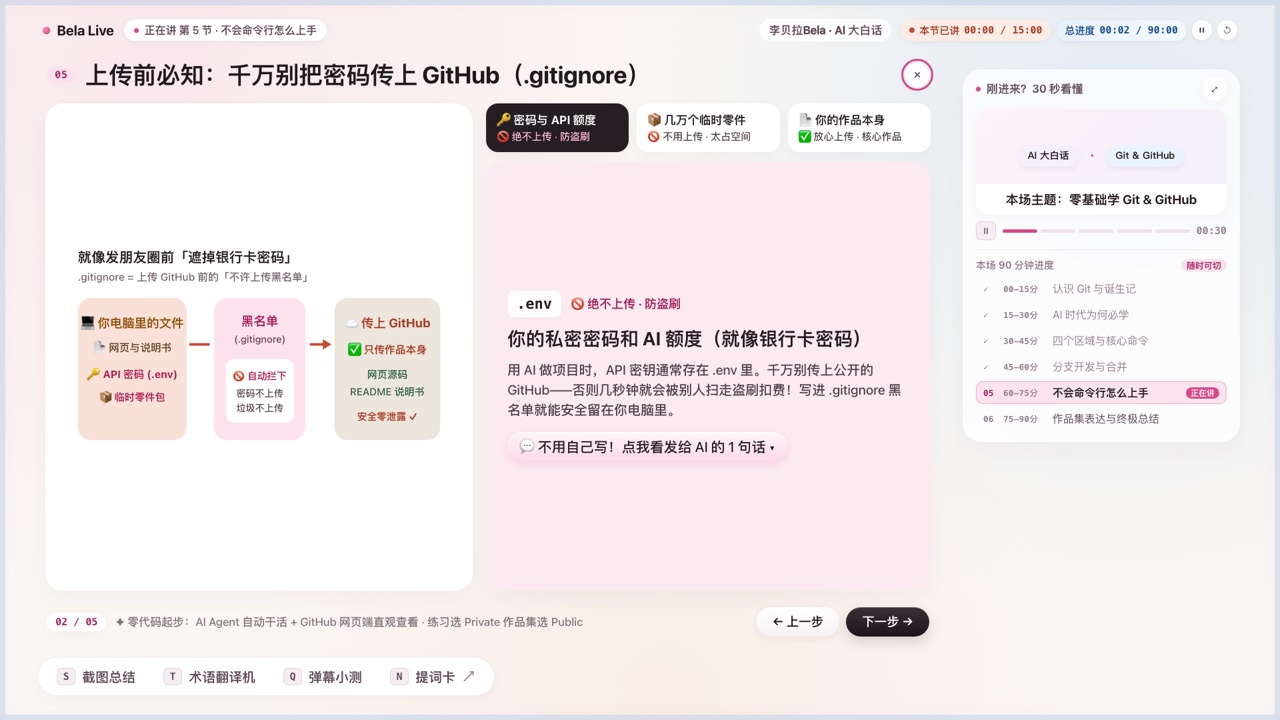 Bela Live
正在讲 第 5 节 · 不会命令行怎么上手
李贝拉Bela · AI 大白话
本节已讲 00:00 / 15:00
总进度 00:02 / 90:00
05
上传前必知：千万别把密码传上 GitHub（.gitignore）
×
就像发朋友圈前「遮掉银行卡密码」
.gitignore = 上传 GitHub 前的「不许上传黑名单」
💻 你电脑里的文件
📄 网页与说明书
🔑 API 密码 (.env)
📦 临时零件包
黑名单
(.gitignore)
🚫 自动拦下
密码不上传
垃圾不上传
☁️ 传上 GitHub
✅ 只传作品本身
网页源码
README 说明书
安全零泄露 ✓
🔑 密码与 API 额度
🚫 绝不上传 · 防盗刷
📦 几万个临时零件
🚫 不用上传 · 太占空间
📄 你的作品本身
✅ 放心上传 · 核心作品
.env
🚫 绝不上传 · 防盗刷
你的私密密码和 AI 额度（就像银行卡密码）
用 AI 做项目时，API 密钥通常存在 .env 里。千万别传上公开的
GitHub——否则几秒钟就会被别人扫走盗刷扣费！写进 .gitignore 黑
名单就能安全留在你电脑里。
💬 不用自己写！点我看发给 AI 的 1 句话 ▾
02 / 05
✦ 零代码起步：AI Agent 自动干活 + GitHub 网页端直观查看 · 练习选 Private 作品集选 Public
← 上一步
下一步 →
S 截图总结
T 术语翻译机
Q 弹幕小测
N 提词卡 ↗
刚进来？30 秒看懂
AI 大白话 · Git & GitHub
本场主题：零基础学 Git & GitHub
00:30
本场 90 分钟进度
随时可切
✓ 00–15分 认识 Git 与诞生记
✓ 15–30分 AI 时代为何必学
✓ 30–45分 四个区域与核心命令
✓ 45–60分 分支开发与合并
05 60–75分 不会命令行怎么上手 正在讲
06 75–90分 作品集表达与终极总结